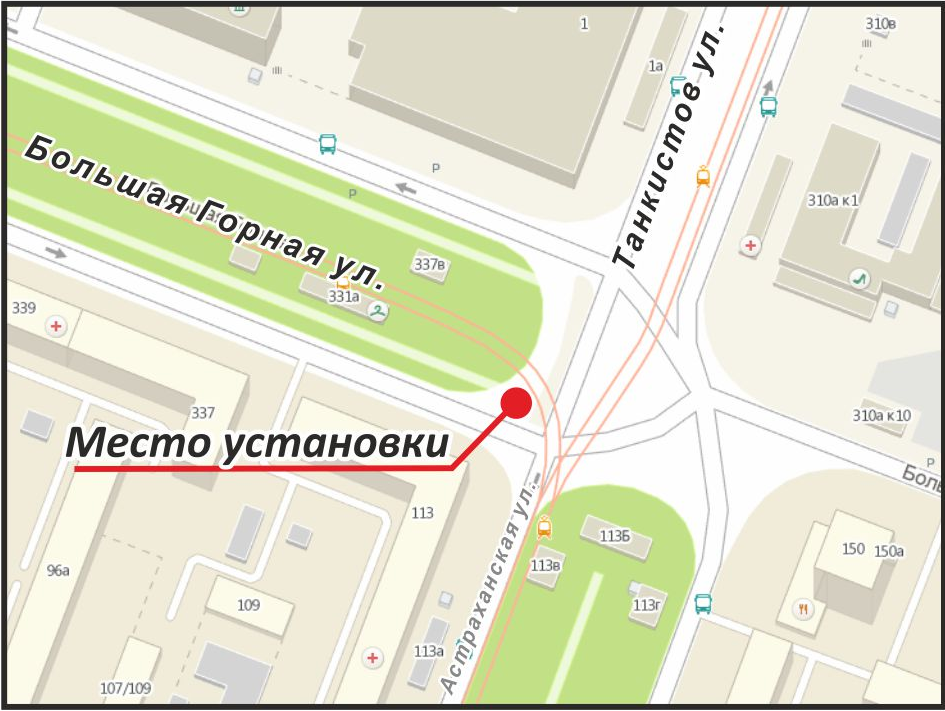 1
310в
1а
Танкистов ул.
P
P
Большая Горная ул.
310а к1
337в
331а
339
337
310а к10
Место установки
P
Боль
113
Астраханская ул.
113Б
150
150а
113в
96а
109
113г
113а
107/109